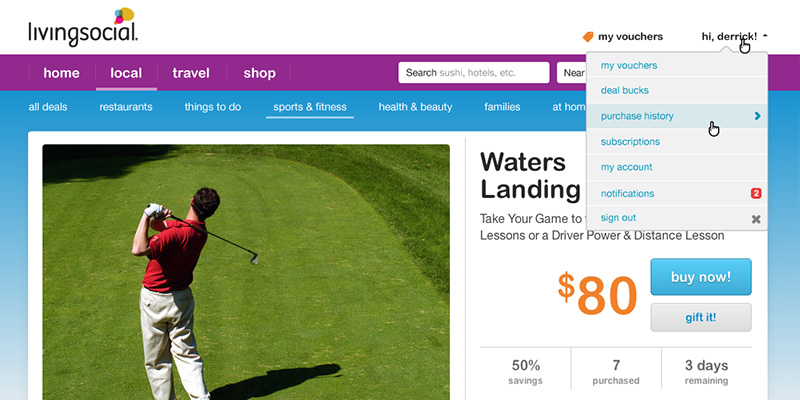 livingsocial.
my vouchers
hi, derrick!
home local travel shop
Search sushi, hotels, etc.
Near
all deals restaurants things to do sports & fitness health & beauty families at hom
my vouchers
deal bucks
purchase history
subscriptions
my account
notifications 2
sign out
Waters
Landing
Take Your Game to
Lessons or a Driver Power & Distance Lesson
$80
buy now!
gift it!
50% 7 3 days
savings purchased remaining